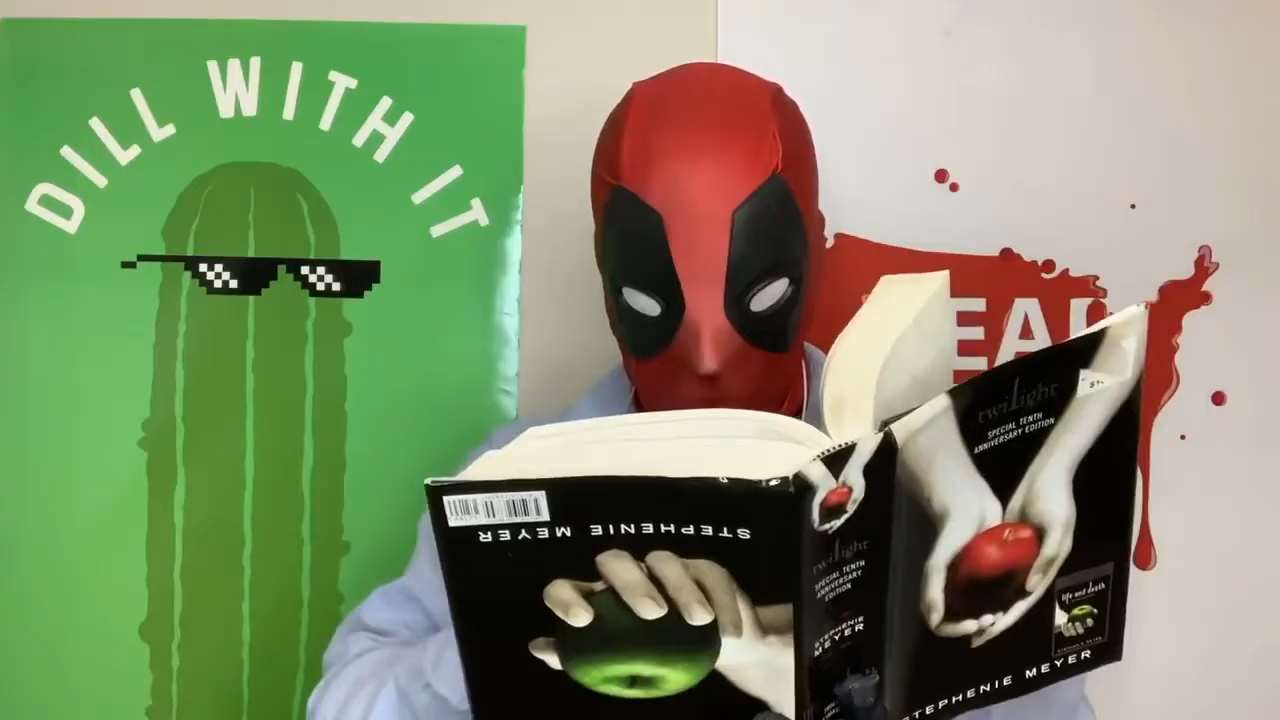 DILL WITH IT
EAD
STEPHENIE MEYER
twilight
SPECIAL TENTH
ANNIVERSARY
EDITION
STEPHENIE
MEYER
twilight
SPECIAL TENTH
ANNIVERSARY EDITION
life and death
STEPHENIE MEYER